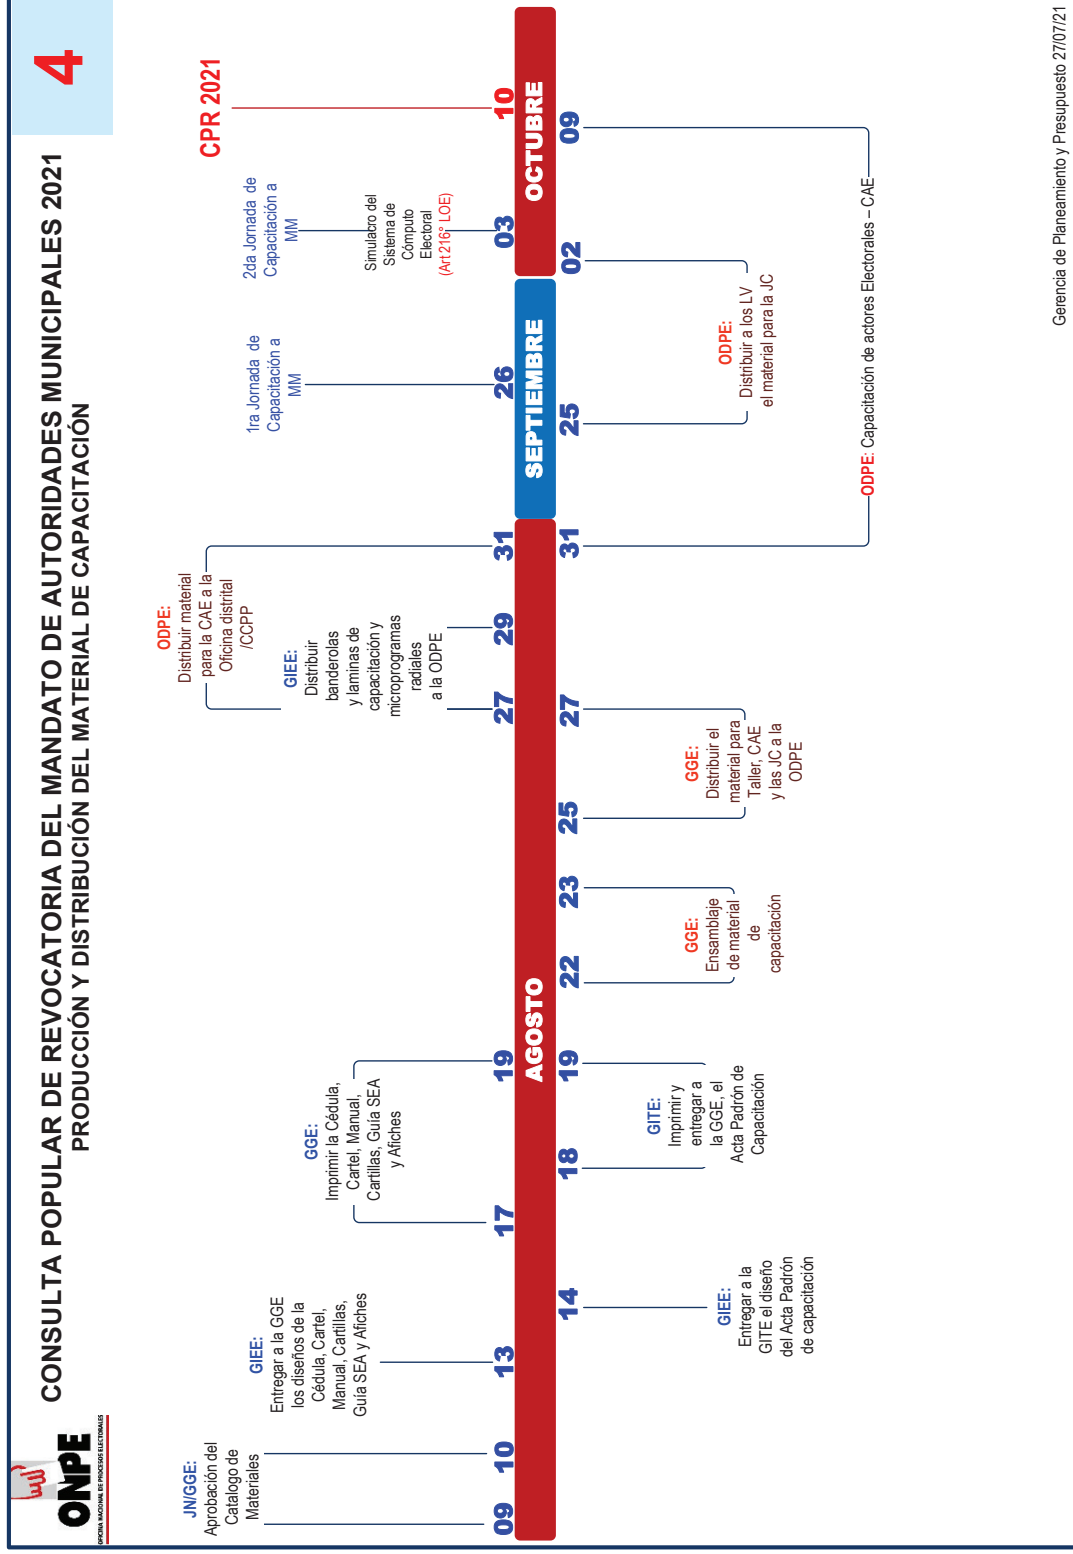 ONPE
OFICINA NACIONAL DE PROCESOS ELECTORALES
CONSULTA POPULAR DE REVOCATORIA DEL MANDATO DE AUTORIDADES MUNICIPALES 2021
PRODUCCIÓN Y DISTRIBUCIÓN DEL MATERIAL DE CAPACITACIÓN
4
JN/GGE:
Aprobación del
Catalogo de
Materiales
09
10
GIEE:
Entregar a la GGE
los diseños de la
Cédula, Cartel,
Manual, Cartillas,
Guía SEA y Afiches
13
GGE:
Imprimir la Cédula,
Cartel, Manual,
Cartillas, Guía SEA
y Afiches
17
19
ODPE:
Distribuir material
para la CAE a la
Oficina distrital
/CCPP
GIEE:
Distribuir
banderolas
y laminas de
capacitación y
microprogramas
radiales
a la ODPE
27
29
31
1ra Jornada de
Capacitación a
MM
26
2da Jornada de
Capacitación a
MM
Simulacro del
Sistema de
Cómputo
Electoral
(Art 216° LOE)
03
CPR 2021
10
AGOSTO
SEPTIEMBRE
OCTUBRE
14
GIEE:
Entregar a la
GITE el diseño
del Acta Padrón
de capacitación
18
19
GITE:
Imprimir y
entregar a
la GGE, el
Acta Padrón de
Capacitación
22
23
GGE:
Ensamblaje
de material
de
capacitación
25
27
GGE:
Distribuir el
material para
Taller, CAE
y las JC a la
ODPE
31
25
02
09
ODPE:
Distribuir a los LV
el material para la JC
ODPE: Capacitación de actores Electorales – CAE
Gerencia de Planeamiento y Presupuesto 27/07/21